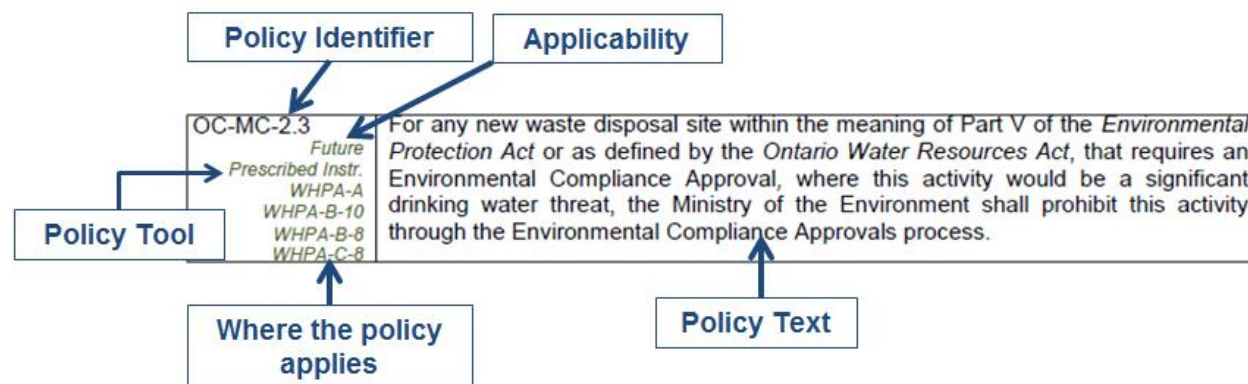 Policy Identifier
Applicability
OC-MC-2.3
Future
Prescribed Instr.
WHPA-A
WHPA-B-10
WHPA-B-8
WHPA-C-8
For any new waste disposal site within the meaning of Part V of the Environmental
Protection Act or as defined by the Ontario Water Resources Act, that requires an
Environmental Compliance Approval, where this activity would be a significant
drinking water threat, the Ministry of the Environment shall prohibit this activity
through the Environmental Compliance Approvals process.
Policy Tool
Where the policy
applies
Policy Text